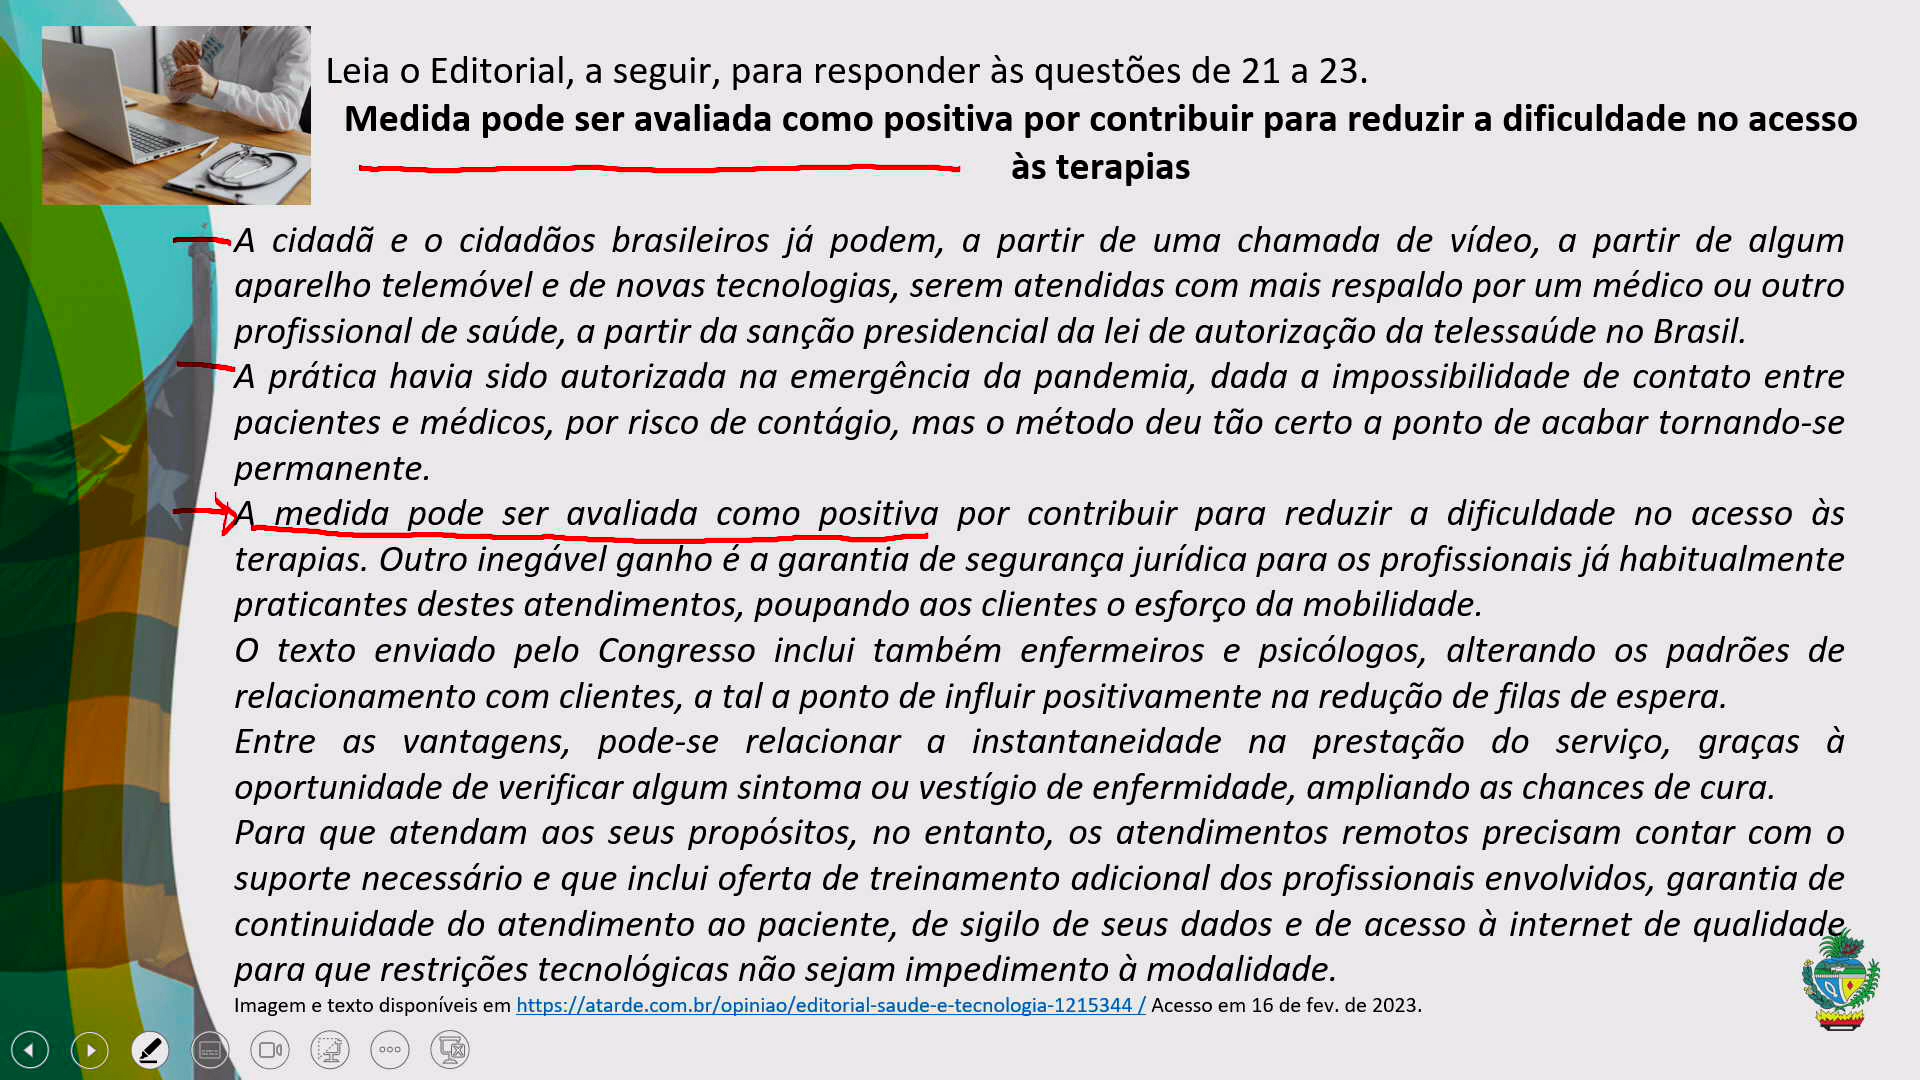 Leia o Editorial, a seguir, para responder às questões de 21 a 23.
Medida pode ser avaliada como positiva por contribuir para reduzir a dificuldade no acesso
às terapias
A cidadã e o cidadãos brasileiros já podem, a partir de uma chamada de vídeo, a partir de algum
aparelho telemóvel e de novas tecnologias, serem atendidas com mais respaldo por um médico ou outro
profissional de saúde, a partir da sanção presidencial da lei de autorização da telessaúde no Brasil.
A prática havia sido autorizada na emergência da pandemia, dada a impossibilidade de contato entre
pacientes e médicos, por risco de contágio, mas o método deu tão certo a ponto de acabar tornando-se
permanente.
A medida pode ser avaliada como positiva por contribuir para reduzir a dificuldade no acesso às
terapias. Outro inegável ganho é a garantia de segurança jurídica para os profissionais já habitualmente
praticantes destes atendimentos, poupando aos clientes o esforço da mobilidade.
O texto enviado pelo Congresso inclui também enfermeiros e psicólogos, alterando os padrões de
relacionamento com clientes, a tal a ponto de influir positivamente na redução de filas de espera.
Entre as vantagens, pode-se relacionar a instantaneidade na prestação do serviço, graças à
oportunidade de verificar algum sintoma ou vestígio de enfermidade, ampliando as chances de cura.
Para que atendam aos seus propósitos, no entanto, os atendimentos remotos precisam contar com o
suporte necessário e que inclui oferta de treinamento adicional dos profissionais envolvidos, garantia de
continuidade do atendimento ao paciente, de sigilo de seus dados e de acesso à internet de qualidade
para que restrições tecnológicas não sejam impedimento à modalidade.
Imagem e texto disponíveis em https://atarde.com.br/opiniao/editorial-saude-e-tecnologia-1215344 / Acesso em 16 de fev. de 2023.